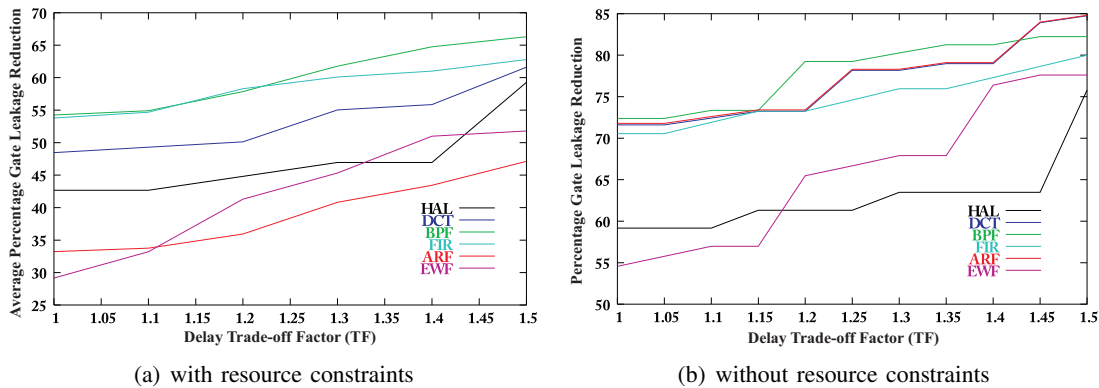 Average Percentage Gate Leakage Reduction
70
65
60
55
50
45
40
35
30
25
HAL
DCT
BPF
FIR
ARF
EWF
1 1.05 1.1 1.15 1.2 1.25 1.3 1.35 1.4 1.45 1.5
Delay Trade-off Factor (TF)
(a) with resource constraints
Percentage Gate Leakage Reduction
85
80
75
70
65
60
55
50
HAL
DCT
BPF
FIR
ARF
EWF
1 1.05 1.1 1.15 1.2 1.25 1.3 1.35 1.4 1.45 1.5
Delay Trade-off Factor (TF)
(b) without resource constraints